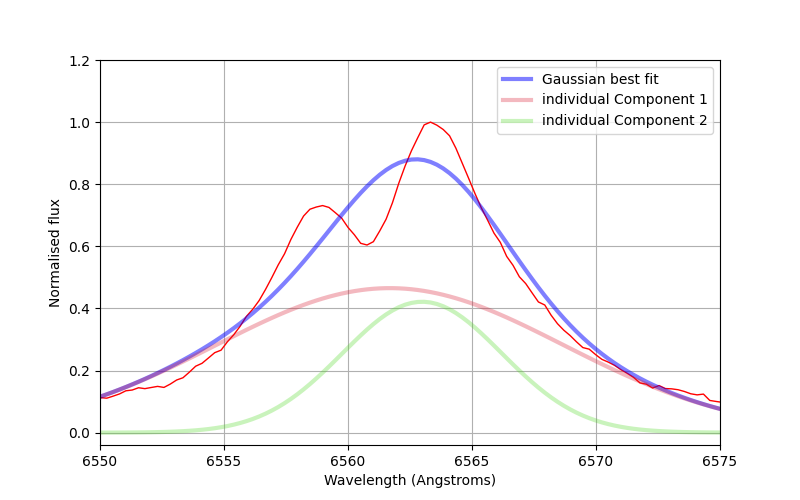 1.2
1.0
0.8
0.6
0.4
0.2
0.0
Normalised flux
Gaussian best fit
individual Component 1
individual Component 2
6550 6555 6560 6565 6570 6575
Wavelength (Angstroms)